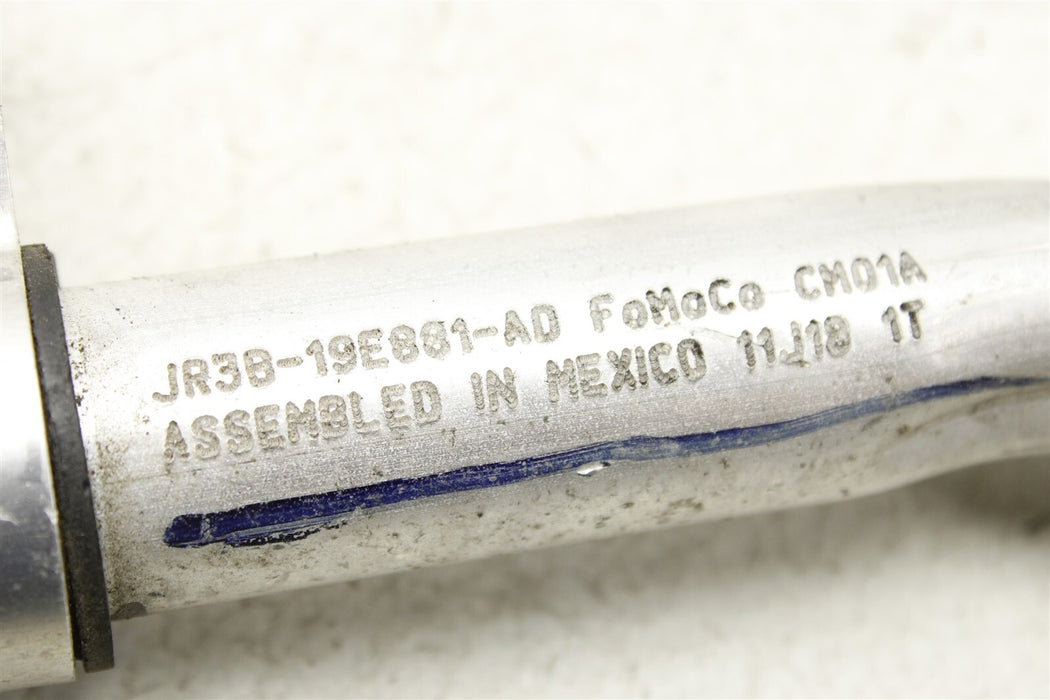 JR3B-19E881-AD FoMoCo CM01A
ASSEMBLED IN MEXICO 11J18 1T